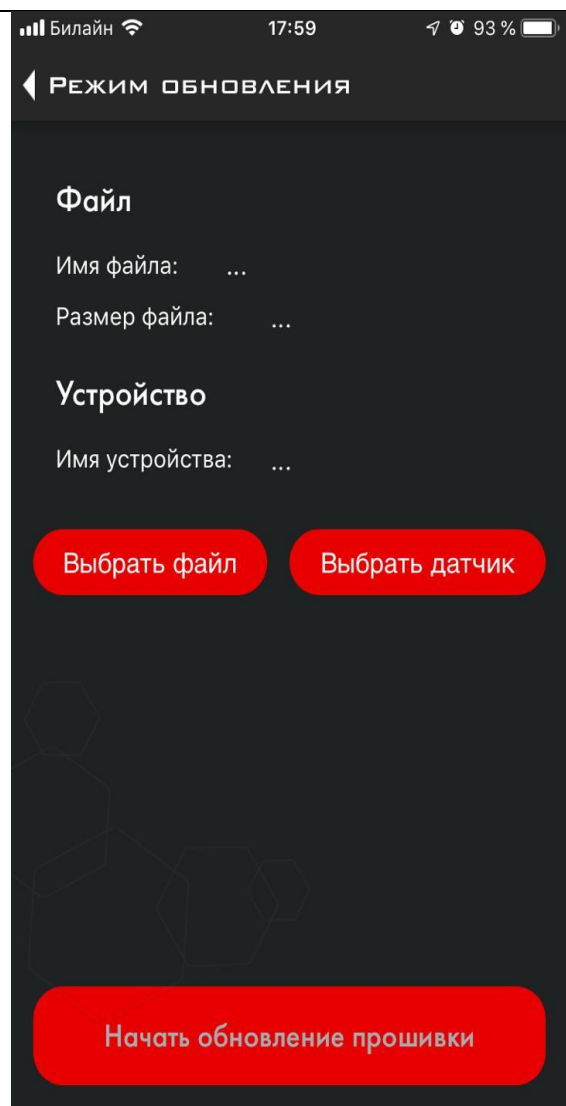 Билайн 17:59 93 %
Режим обновления
Файл
Имя файла: ...
Размер файла: ...
Устройство
Имя устройства: ...
Выбрать файл Выбрать датчик
Начать обновление прошивки